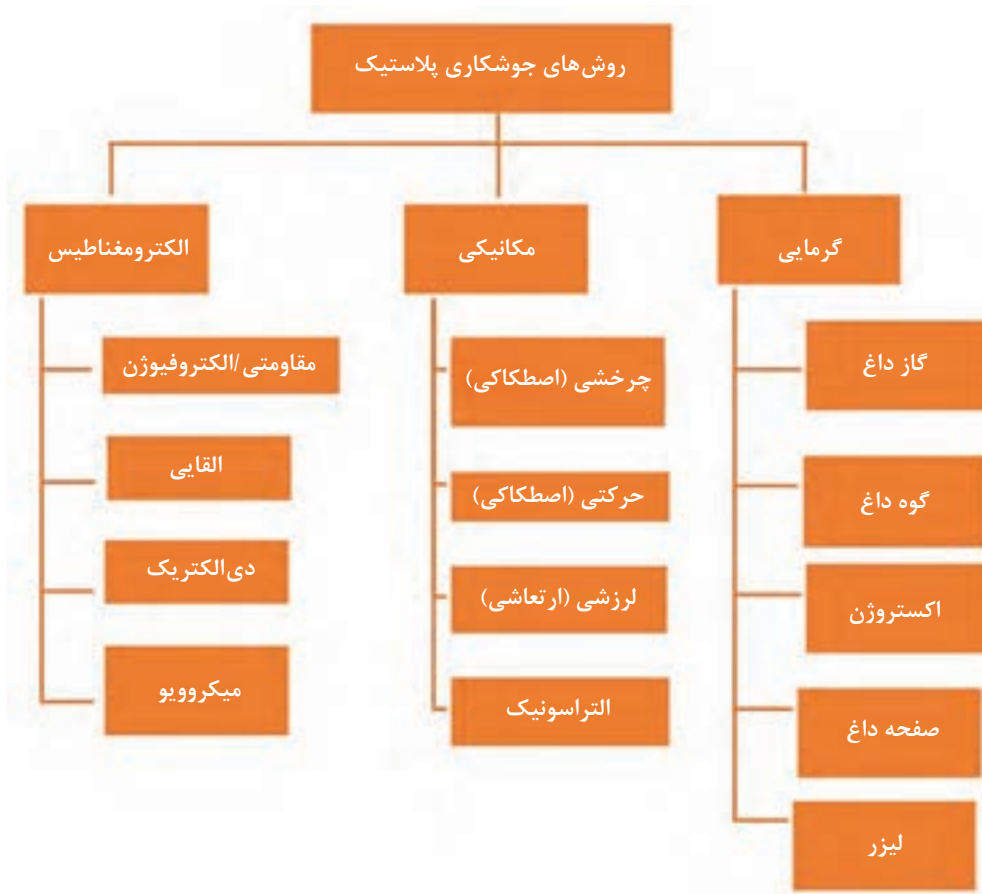 روش‌های جوشکاری پلاستیک
گرمایی
گاز داغ
گوه داغ
اکستروژن
صفحه داغ
لیزر
مکانیکی
چرخشی (اصطکاکی)
حرکتی (اصطکاکی)
لرزشی (ارتعاشی)
التراسونیک
الکترومغناطیس
مقاومتی/الکتروفیوژن
القایی
دی‌الکتریک
میکروویو